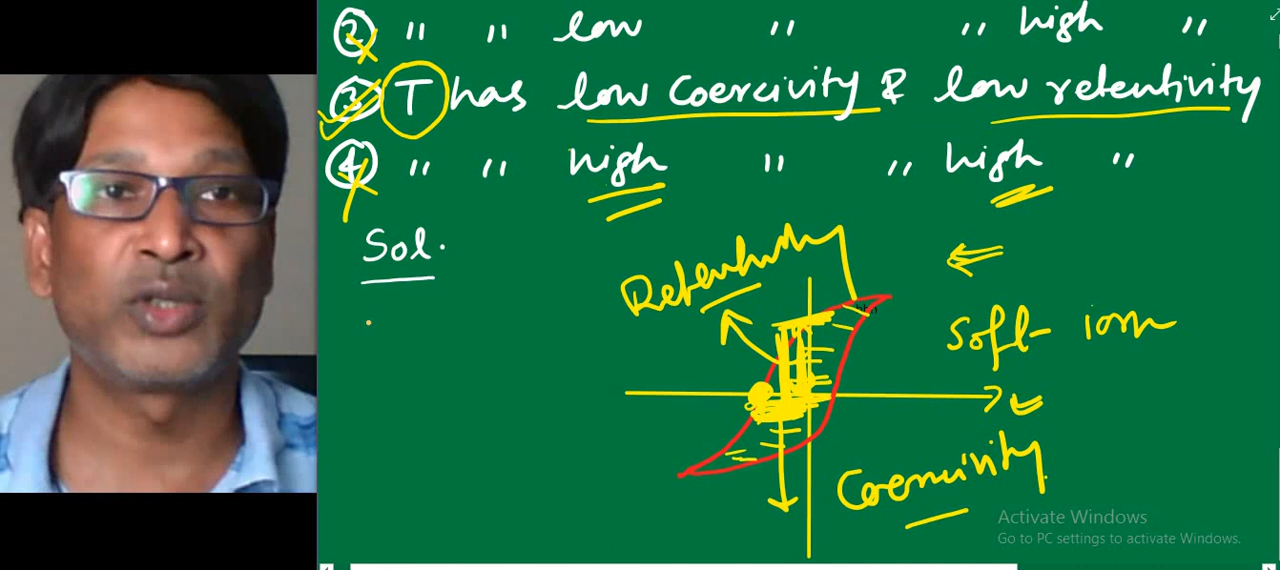 ② " " low " " high "
③ T has low Coercivity & low retentivity
④ " " high " " high "
Sol.
Retentivity
Soft iron
Coercivity
Activate Windows
Go to PC settings to activate Windows.